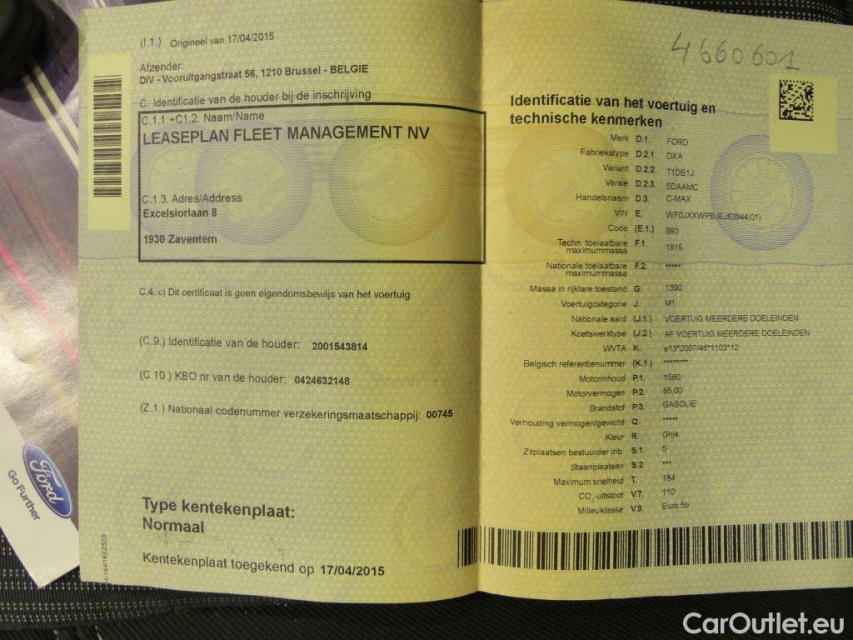 (I.1.) Origineel van 17/04/2015
Afzender:
DIV - Vooruitgangstraat 56, 1210 Brussel - BELGIE
C. Identificatie van de houder bij de inschrijving
C.1.1.+C1.2. Naam/Name
LEASEPLAN FLEET MANAGEMENT NV
C.1.3. Adres/Address
Excelsiorlaan 8
1930 Zaventem
C.4. c) Dit certificaat is geen eigendomsbewijs van het voertuig
(C.9.) Identificatie van de houder: 2001543814
(C 10.) KBO nr van de houder: 0424632148
(Z.1.) Nationaal codenummer verzekeringsmaatschappij: 00745
Type kentekenplaat:
Normaal
Kentekenplaat toegekend op 17/04/2015
4660601
Identificatie van het voertuig en
technische kenmerken
Merk D.1. FORD
Fabriekstype D.2.1. DXA
Variant D.2.2. T1DB1J
Versie D.2.3. 5DAAMC
Handelsnaam D.3. C-MAX
VIN E. WF0JXXWPBJEJ63944(01)
Code (E.1.) 893
Techn. toelaatbare
maximummassa F.1. 1915
Nationale toelaatbare
maximummassa F.2. *****
Massa in rijklare toestand G. 1390
Voertuigcategorie J. M1
Nationale aard (J.1.) VOERTUIG MEERDERE DOELEINDEN
Koetswerktype (J.2.) AF VOERTUIG MEERDERE DOELEINDEN
WVTA K. e13*2007/46*1103*12
Belgisch referentienummer (K.1.) ********
Motorinhoud P.1. 1560
Motorvermogen P.2. 85.00
Brandstof P.3. GASOLIE
Verhouding vermogen/gewicht Q. *****
Kleur R. Grijs
Zitplaatsen bestuurder inb S.1. 5
Staanplaatsen S.2. ***
Maximum snelheid T. 184
CO₂-uitstoot V.7. 110
Milieuklasse V.9. Euro 5b
Ford
Go Further
CarOutlet.eu